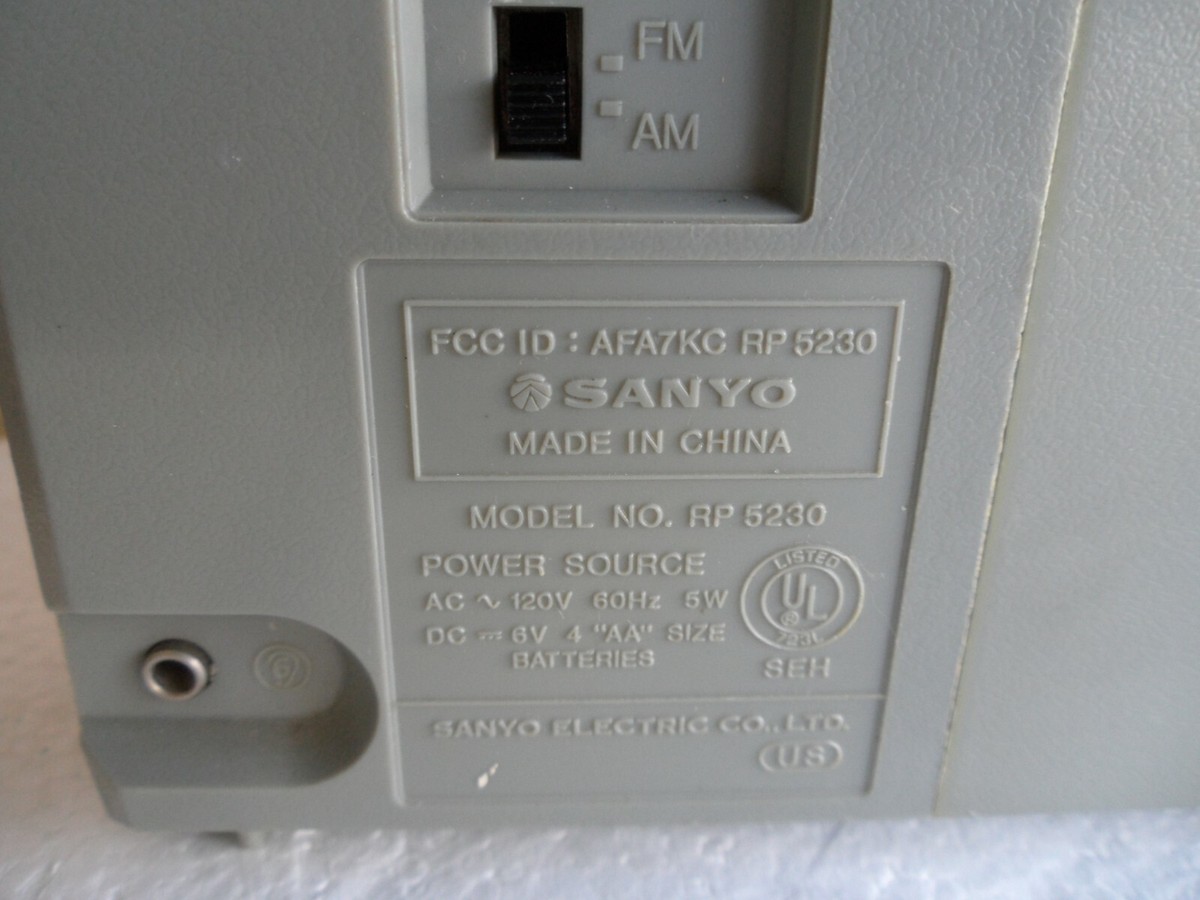 FM
AM
FCC ID : AFA7KC RP 5230
SANYO
MADE IN CHINA
MODEL NO. RP 5230
POWER SOURCE
AC ~ 120V 60Hz 5W
DC ⎓ 6V 4 "AA" SIZE
BATTERIES
LISTED
UL
®
723L
SEH
SANYO ELECTRIC CO., LTD.
US